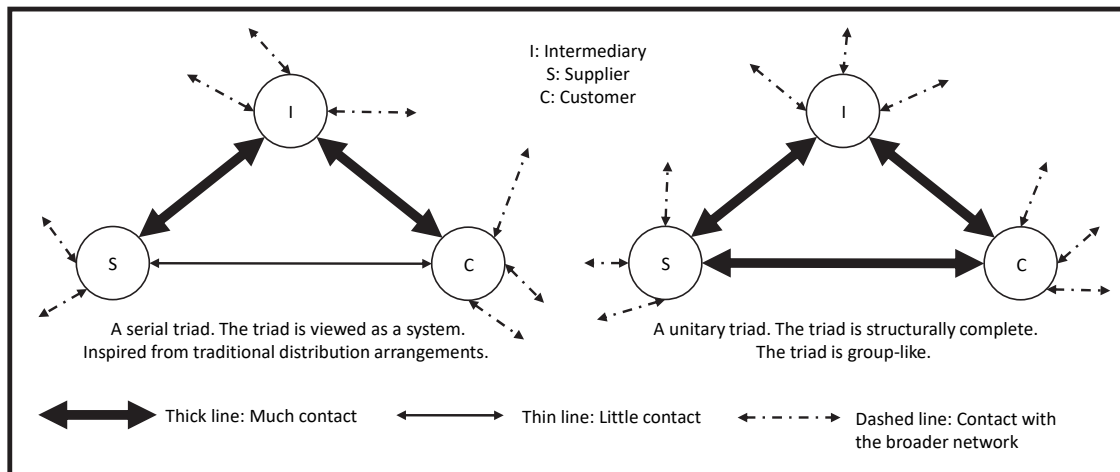 I: Intermediary
S: Supplier
C: Customer
I
S
C
I
S
C
A serial triad. The triad is viewed as a system.
Inspired from traditional distribution arrangements.
A unitary triad. The triad is structurally complete.
The triad is group-like.
Thick line: Much contact
Thin line: Little contact
Dashed line: Contact with
the broader network